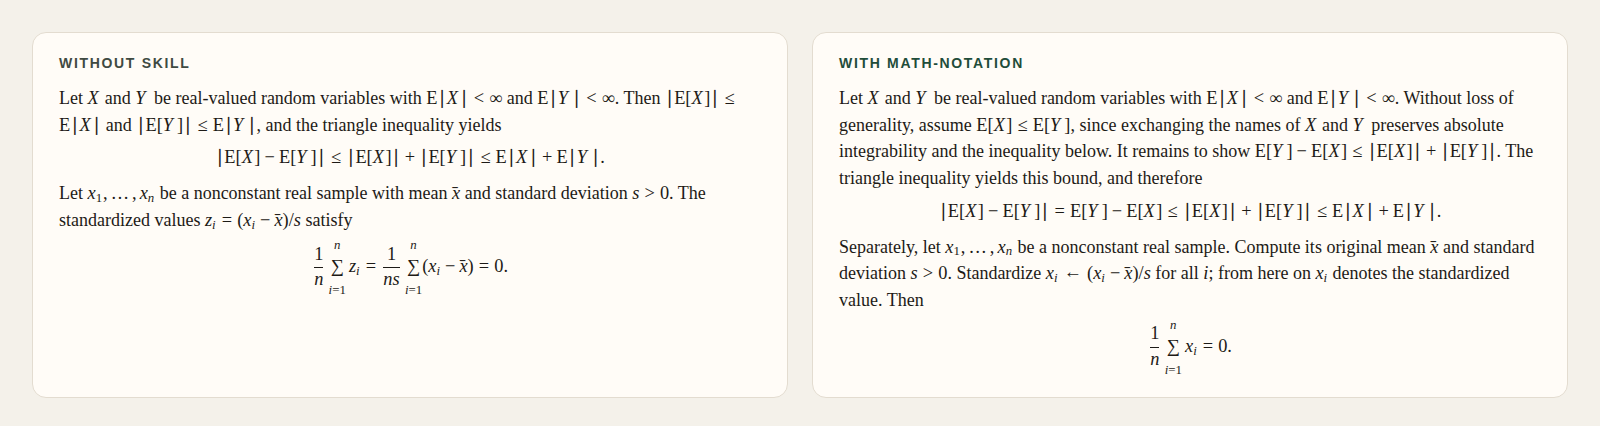 WITHOUT SKILL
Let X and Y be real-valued random variables with E|X| < ∞ and E|Y| < ∞. Then |E[X]| ≤
E|X| and |E[Y]| ≤ E|Y|, and the triangle inequality yields
|E[X] − E[Y]| ≤ |E[X]| + |E[Y]| ≤ E|X| + E|Y|.
Let x₁, … , xₙ be a nonconstant real sample with mean x̄ and standard deviation s > 0. The
standardized values zᵢ = (xᵢ − x̄)/s satisfy
1/n ∑ᵢ₌₁ⁿ zᵢ = 1/ns ∑ᵢ₌₁ⁿ (xᵢ − x̄) = 0.
WITH MATH-NOTATION
Let X and Y be real-valued random variables with E|X| < ∞ and E|Y| < ∞. Without loss of
generality, assume E[X] ≤ E[Y], since exchanging the names of X and Y preserves absolute
integrability and the inequality below. It remains to show E[Y] − E[X] ≤ |E[X]| + |E[Y]|. The
triangle inequality yields this bound, and therefore
|E[X] − E[Y]| = E[Y] − E[X] ≤ |E[X]| + |E[Y]| ≤ E|X| + E|Y|.
Separately, let x₁, … , xₙ be a nonconstant real sample. Compute its original mean x̄ and standard
deviation s > 0. Standardize xᵢ ← (xᵢ − x̄)/s for all i; from here on xᵢ denotes the standardized
value. Then
1/n ∑ᵢ₌₁ⁿ xᵢ = 0.